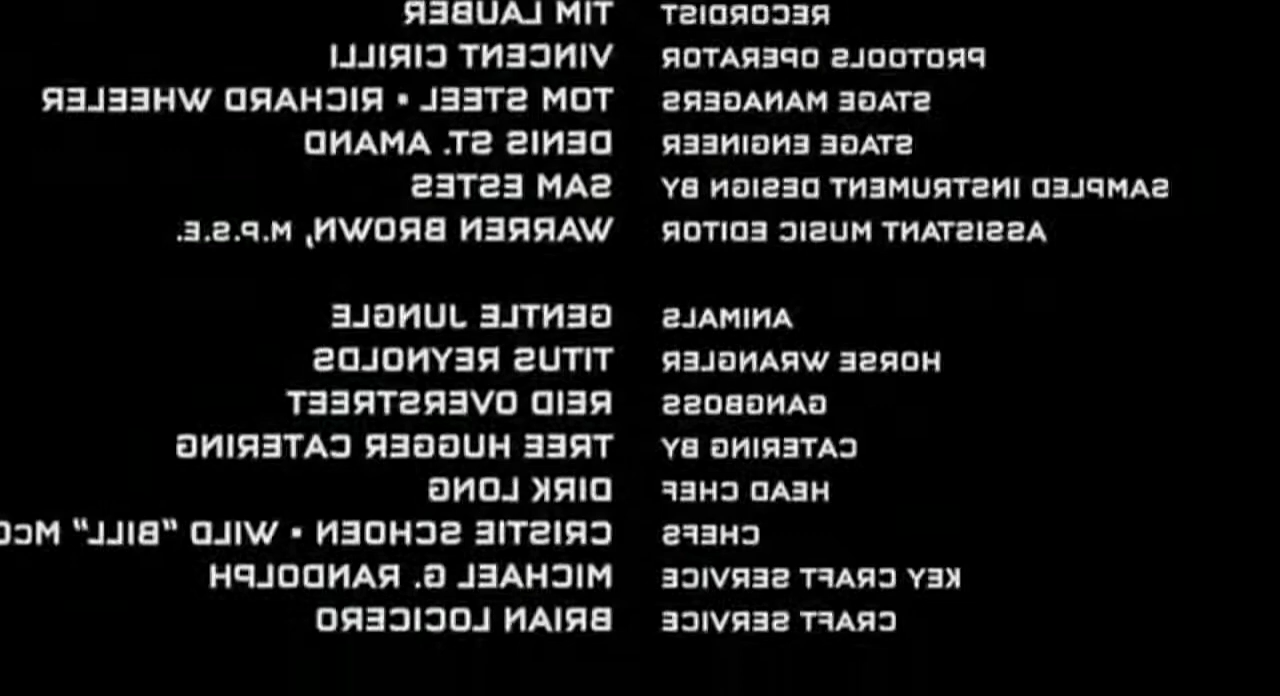 RECORDIST TIM LAUBER
PROTOOLS OPERATOR VINCENT CIRILLI
STAGE MANAGERS TOM STEEL • RICHARD WHEELER
STAGE ENGINEER DENIS ST. AMAND
SAMPLED INSTRUMENT DESIGN BY SAM ESTES
ASSISTANT MUSIC EDITOR WARREN BROWN, M.P.S.E.
ANIMALS GENTLE JUNGLE
HORSE WRANGLER TITUS REYNOLDS
GANGBOSS REID OVERSTREET
CATERING BY TREE HUGGER CATERING
HEAD CHEF DIRK LONG
CHEFS CRISTIE SCHOEN • WILD "BILL"
KEY CRAFT SERVICE MICHAEL G. RANDOLPH
CRAFT SERVICE BRIAN LOCICERO